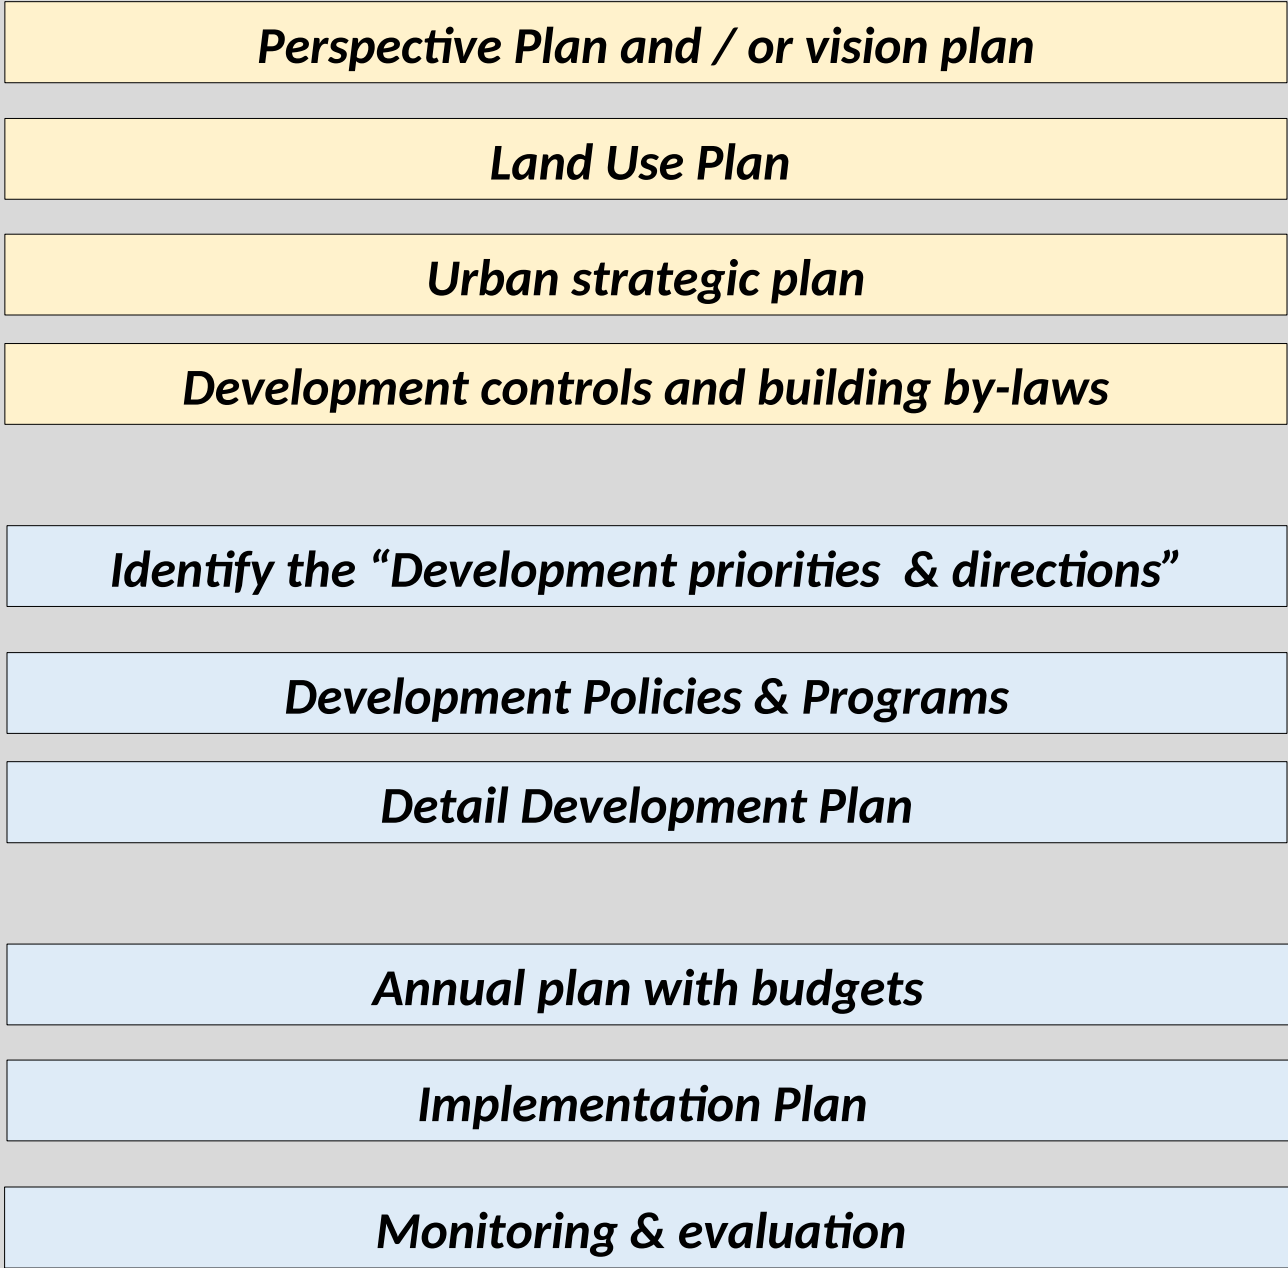 Perspective Plan and / or vision plan
Land Use Plan
Urban strategic plan
Development controls and building by-laws
Identify the “Development priorities  & directions”
Development Policies & Programs
Detail Development Plan
Annual plan with budgets
Implementation Plan
Monitoring & evaluation